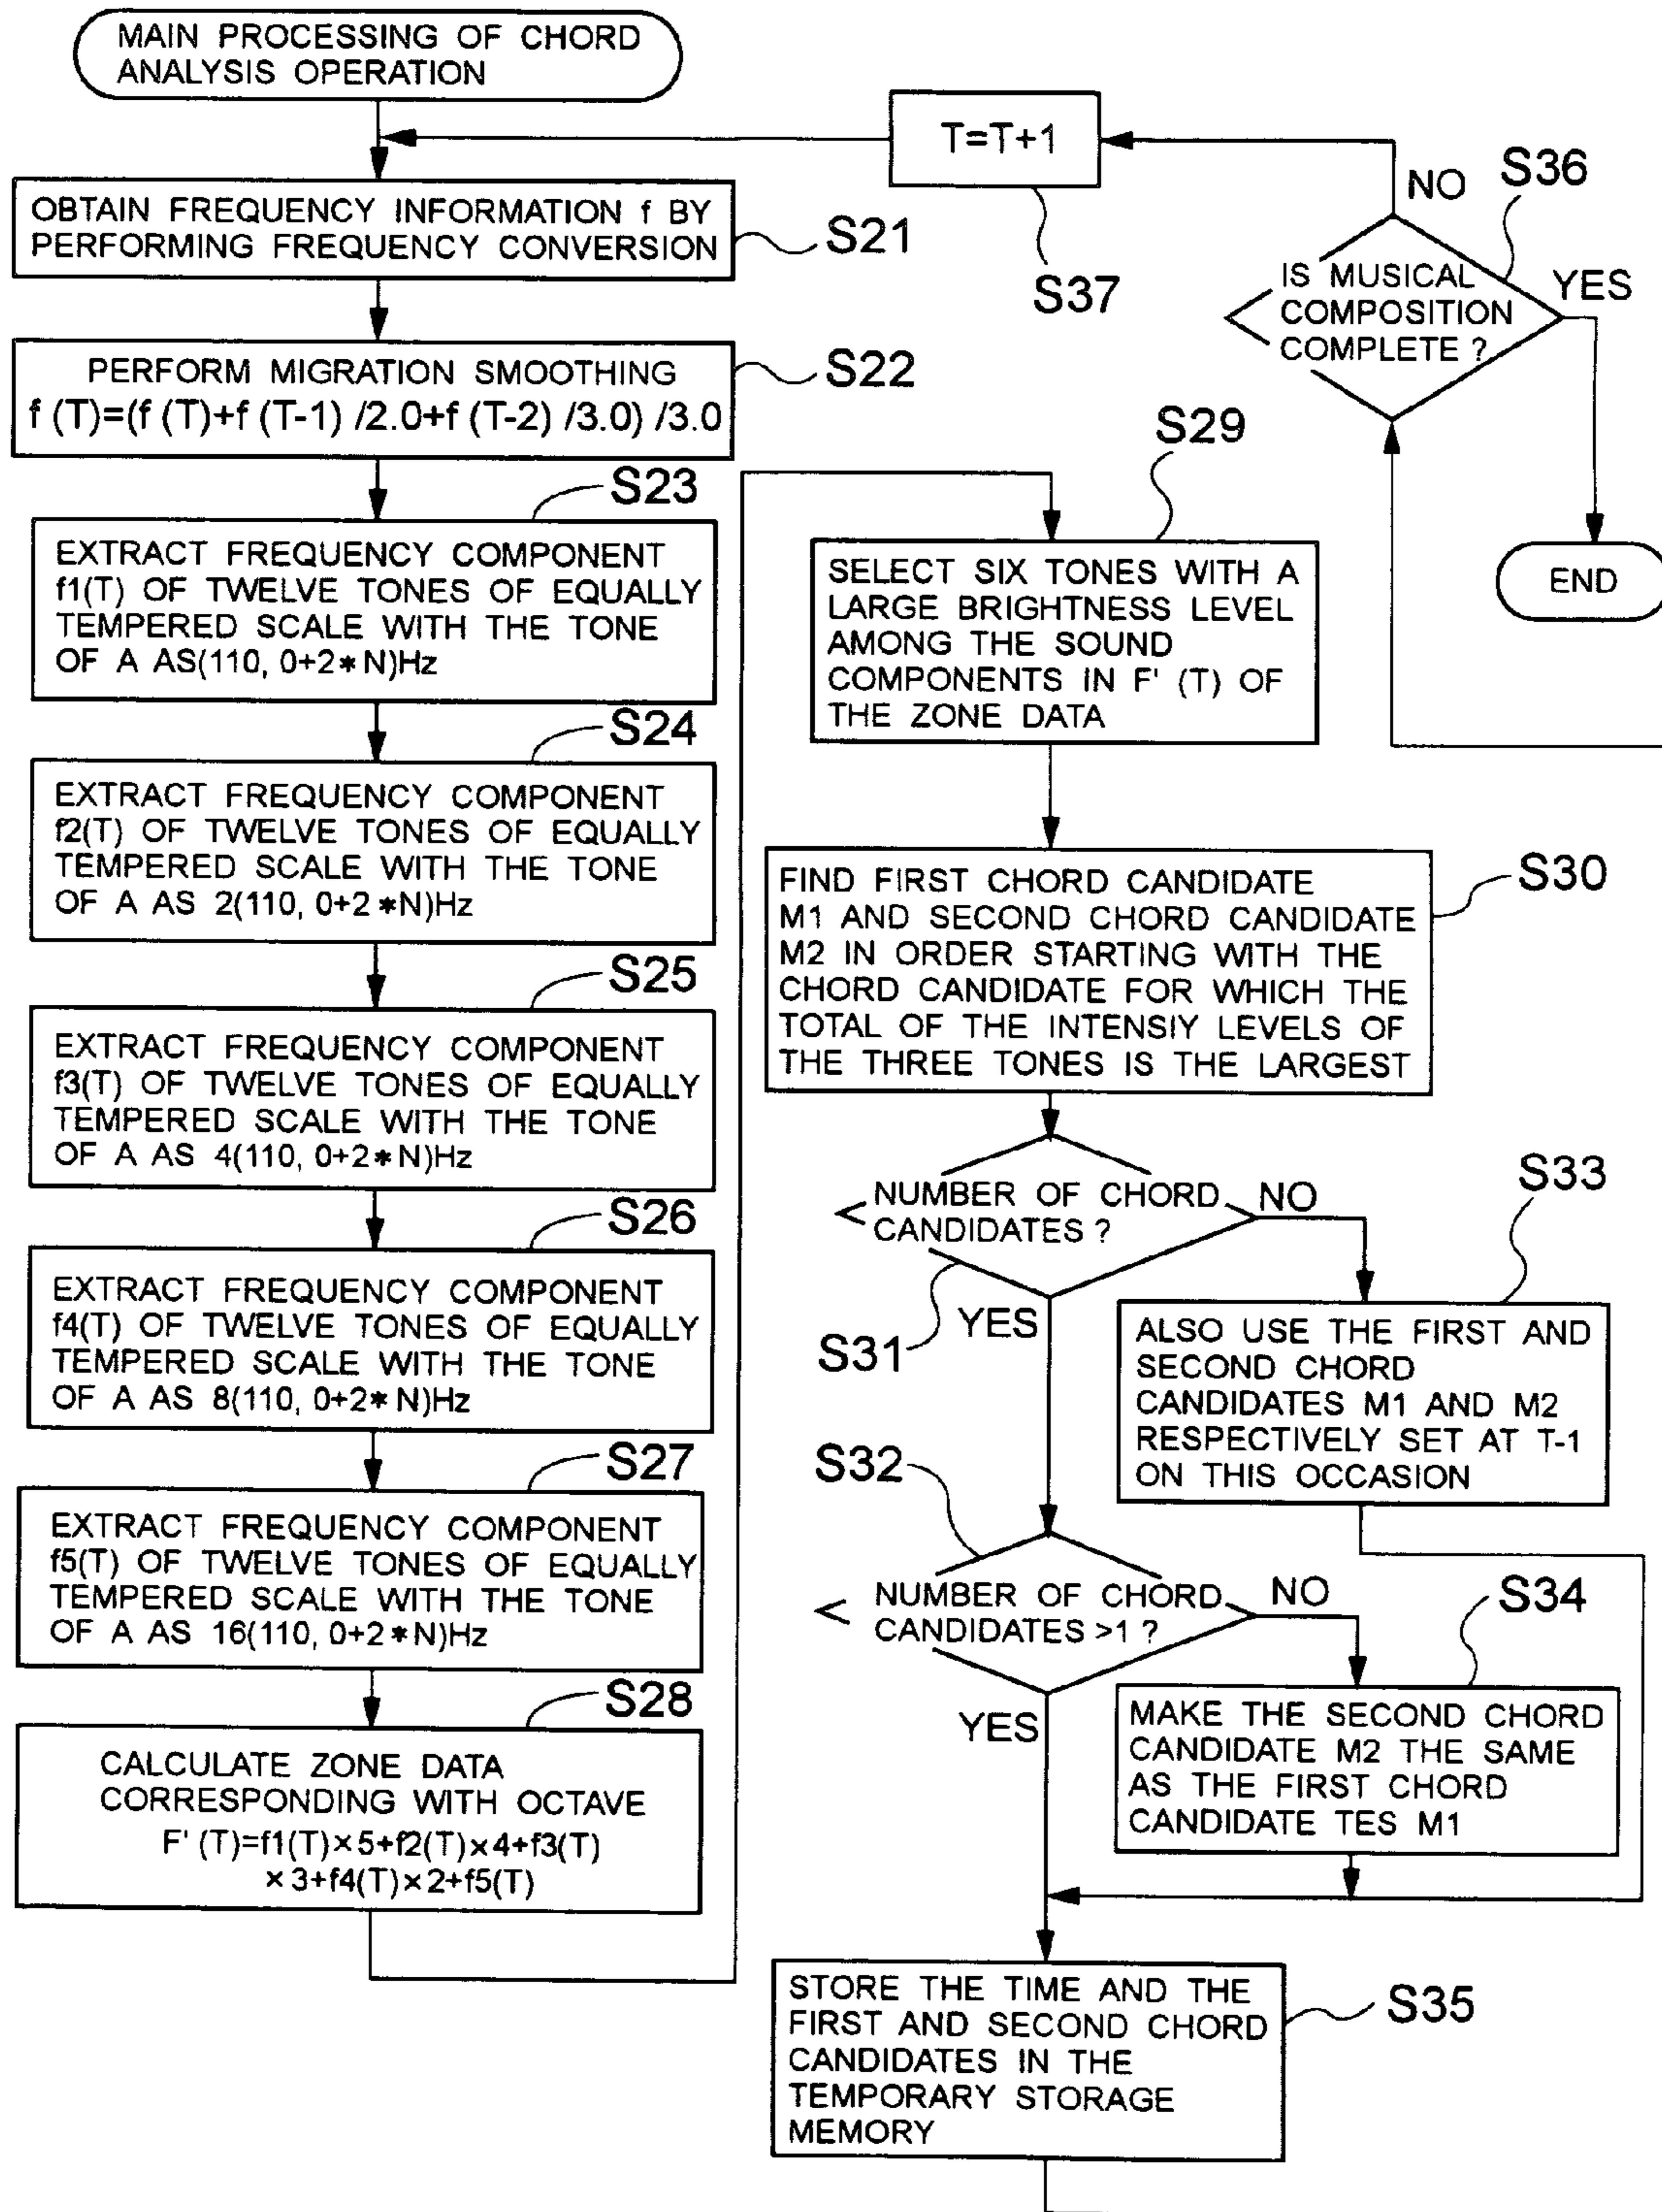 MAIN PROCESSING OF CHORD
ANALYSIS OPERATION
OBTAIN FREQUENCY INFORMATION f BY
PERFORMING FREQUENCY CONVERSION
S21
PERFORM MIGRATION SMOOTHING
f (T)=(f (T)+f (T-1) /2.0+f (T-2) /3.0) /3.0
S22
S23
EXTRACT FREQUENCY COMPONENT
f1(T) OF TWELVE TONES OF EQUALLY
TEMPERED SCALE WITH THE TONE
OF A AS(110, 0+2*N)Hz
S24
EXTRACT FREQUENCY COMPONENT
f2(T) OF TWELVE TONES OF EQUALLY
TEMPERED SCALE WITH THE TONE
OF A AS 2(110, 0+2*N)Hz
S25
EXTRACT FREQUENCY COMPONENT
f3(T) OF TWELVE TONES OF EQUALLY
TEMPERED SCALE WITH THE TONE
OF A AS 4(110, 0+2*N)Hz
S26
EXTRACT FREQUENCY COMPONENT
f4(T) OF TWELVE TONES OF EQUALLY
TEMPERED SCALE WITH THE TONE
OF A AS 8(110, 0+2*N)Hz
S27
EXTRACT FREQUENCY COMPONENT
f5(T) OF TWELVE TONES OF EQUALLY
TEMPERED SCALE WITH THE TONE
OF A AS 16(110, 0+2*N)Hz
S28
CALCULATE ZONE DATA
CORRESPONDING WITH OCTAVE
F' (T)=f1(T)×5+f2(T)×4+f3(T)
×3+f4(T)×2+f5(T)
S29
SELECT SIX TONES WITH A
LARGE BRIGHTNESS LEVEL
AMONG THE SOUND
COMPONENTS IN F' (T) OF
THE ZONE DATA
S30
FIND FIRST CHORD CANDIDATE
M1 AND SECOND CHORD CANDIDATE
M2 IN ORDER STARTING WITH THE
CHORD CANDIDATE FOR WHICH THE
TOTAL OF THE INTENSIY LEVELS OF
THE THREE TONES IS THE LARGEST
NUMBER OF CHORD
CANDIDATES ?
NO
YES
S31
S33
ALSO USE THE FIRST AND
SECOND CHORD
CANDIDATES M1 AND M2
RESPECTIVELY SET AT T-1
ON THIS OCCASION
S32
NUMBER OF CHORD
CANDIDATES >1 ?
NO
YES
S34
MAKE THE SECOND CHORD
CANDIDATE M2 THE SAME
AS THE FIRST CHORD
CANDIDATE TES M1
STORE THE TIME AND THE
FIRST AND SECOND CHORD
CANDIDATES IN THE
TEMPORARY STORAGE
MEMORY
S35
S36
IS MUSICAL
COMPOSITION
COMPLETE ?
NO
YES
T=T+1
S37
END